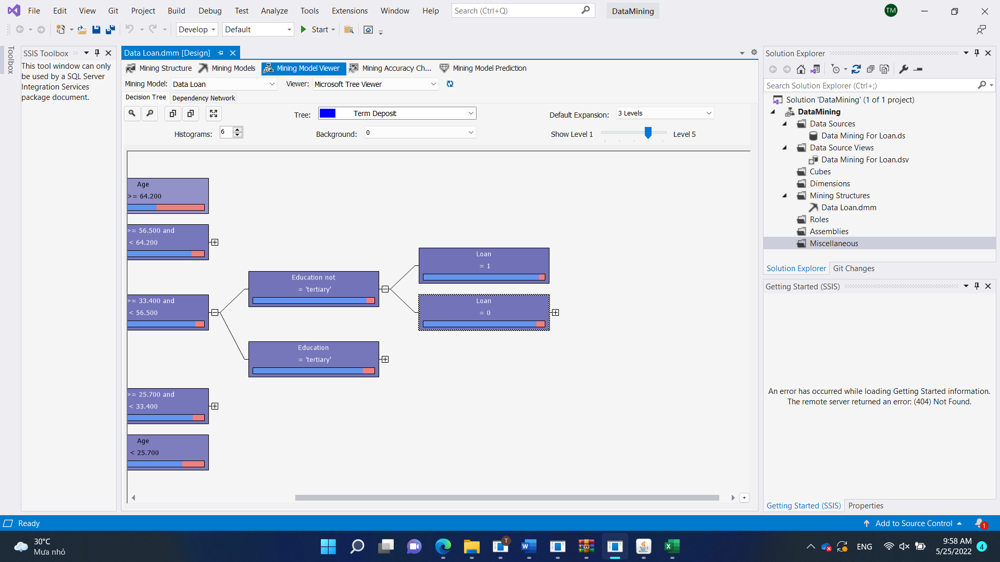 File Edit View Git Project Build Debug Test Analyze Tools Extensions Window Help Search (Ctrl+Q) DataMining TM
Develop Default Start
Toolbox
SSIS Toolbox
This tool window can only
be used by a SQL Server
Integration Services
package document.
Data Loan.dmm [Design]
Mining Structure Mining Models Mining Model Viewer Mining Accuracy Ch... Mining Model Prediction
Mining Model: Data Loan Viewer: Microsoft Tree Viewer
Decision Tree Dependency Network
Tree: Term Deposit Default Expansion: 3 Levels
Histograms: 6 Background: 0 Show Level 1 Level 5
Age
>= 64.200
>= 56.500 and
< 64.200
>= 33.400 and
< 56.500
>= 25.700 and
< 33.400
Age
< 25.700
Education not
= 'tertiary'
Education
= 'tertiary'
Loan
= 1
Loan
= 0
Solution Explorer
Search Solution Explorer (Ctrl+;)
Solution 'DataMining' (1 of 1 project)
DataMining
Data Sources
Data Mining For Loan.ds
Data Source Views
Data Mining For Loan.dsv
Cubes
Dimensions
Mining Structures
Data Loan.dmm
Roles
Assemblies
Miscellaneous
Solution Explorer Git Changes
Getting Started (SSIS)
An error has occurred while loading Getting Started information.
The remote server returned an error: (404) Not Found.
Getting Started (SSIS) Properties
Ready
Add to Source Control 1
30°C
Mưa nhỏ
T
ENG
9:58 AM
5/25/2022
4